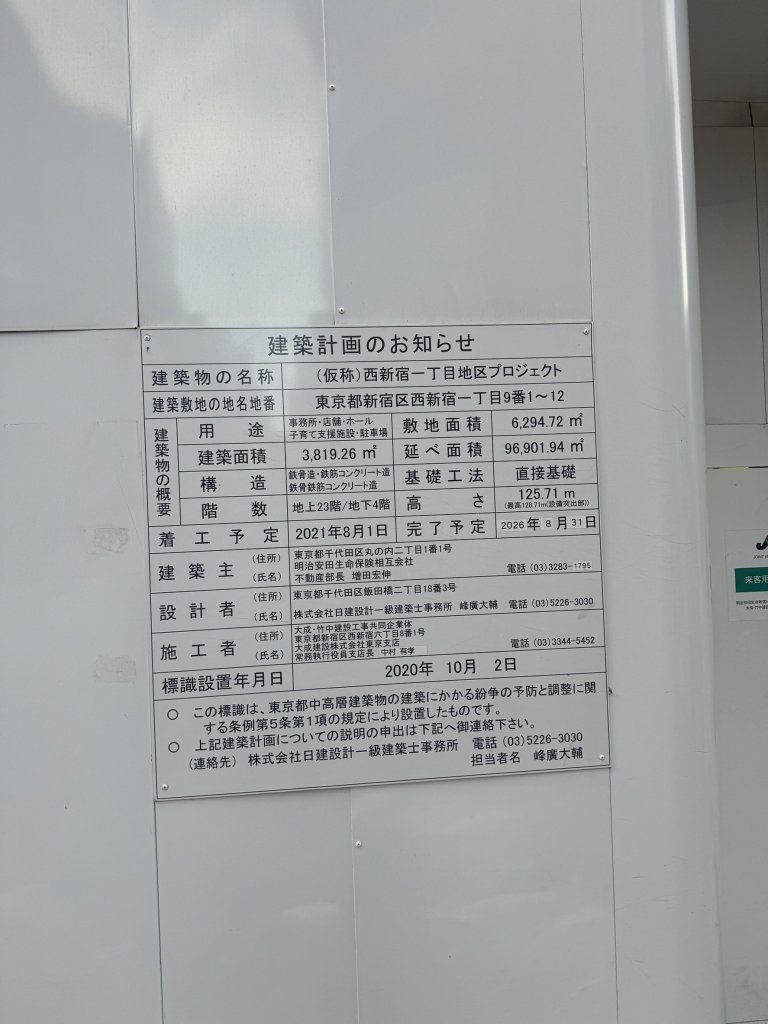 建築計画のお知らせ
建築物の名称 (仮称)西新宿一丁目地区プロジェクト
建築敷地の地名地番 東京都新宿区西新宿一丁目9番1～12
建築物の概要
用途 事務所・店舗・ホール
子育て支援施設・駐車場
敷地面積 6,294.72 ㎡
建築面積 3,819.26 ㎡ 延べ面積 96,901.94 ㎡
構造 鉄骨造・鉄筋コンクリート造
鉄骨鉄筋コンクリート造
基礎工法 直接基礎
階数 地上23階/地下4階 高さ 125.71 m
(最高128.71m(設備突出部))
着工予定 2021年8月1日 完了予定 2026年8月31日
建築主 (住所) 東京都千代田区丸の内二丁目1番1号
明治安田生命保険相互会社
(氏名) 不動産部長 増田宏伸 電話 (03)3283-1795
設計者 (住所) 東京都千代田区飯田橋二丁目18番3号
(氏名) 株式会社日建設計一級建築士事務所 峰廣大輔 電話 (03)5226-3030
施工者 (住所) 大成・竹中建設工事共同企業体
東京都新宿区西新宿六丁目8番1号
大成建設株式会社東京支店
(氏名) 常務執行役員支店長 中村 有孝 電話 (03)3344-5452
標識設置年月日 2020年 10月 2日
○ この標識は、東京都中高層建築物の建築にかかる紛争の予防と調整に関
する条例第5条第1項の規定により設置したものです。
○ 上記建築計画についての説明の申出は下記へ御連絡下さい。
(連絡先) 株式会社日建設計一級建築士事務所 電話 (03)5226-3030
担当者名 峰廣大輔
来客用